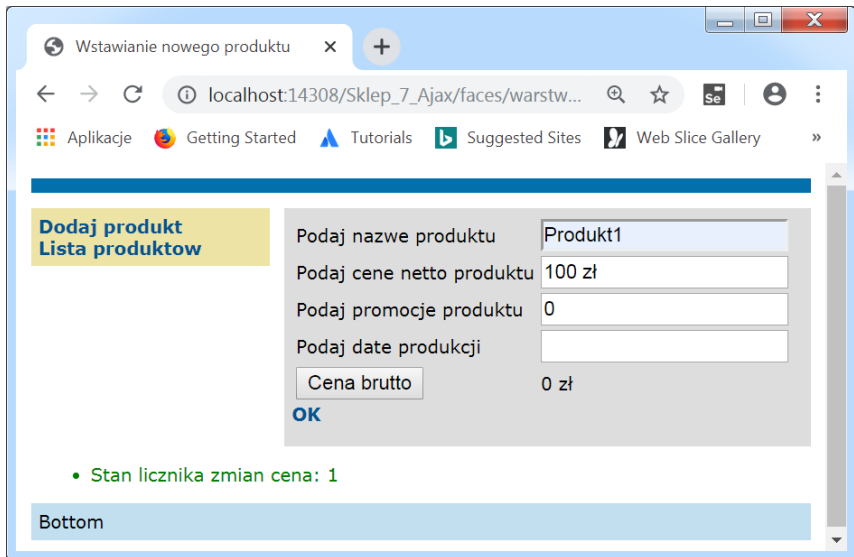 Wstawianie nowego produktu
localhost:14308/Sklep_7_Ajax/faces/warstw...
Se
Aplikacje Getting Started Tutorials Suggested Sites Web Slice Gallery »
Dodaj produkt
Lista produktow
Podaj nazwe produktu Produkt1
Podaj cene netto produktu 100 zł
Podaj promocje produktu 0
Podaj date produkcji
Cena brutto 0 zł
OK
Stan licznika zmian cena: 1
Bottom